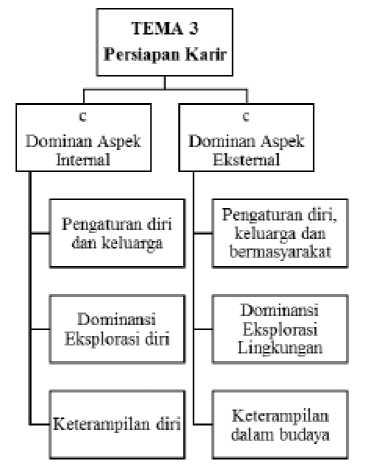 TEMA 3
Persiapan Karir
c
Dominan Aspek
Internal
c
Dominan Aspek
Eksternal
Pengaturan diri
dan keluarga
Pengaturan diri,
keluarga dan
bermasyarakat
Dominansi
Eksplorasi diri
Dominansi
Eksplorasi
Lingkungan
Keterampilan diri
Keterampilan
dalam budaya